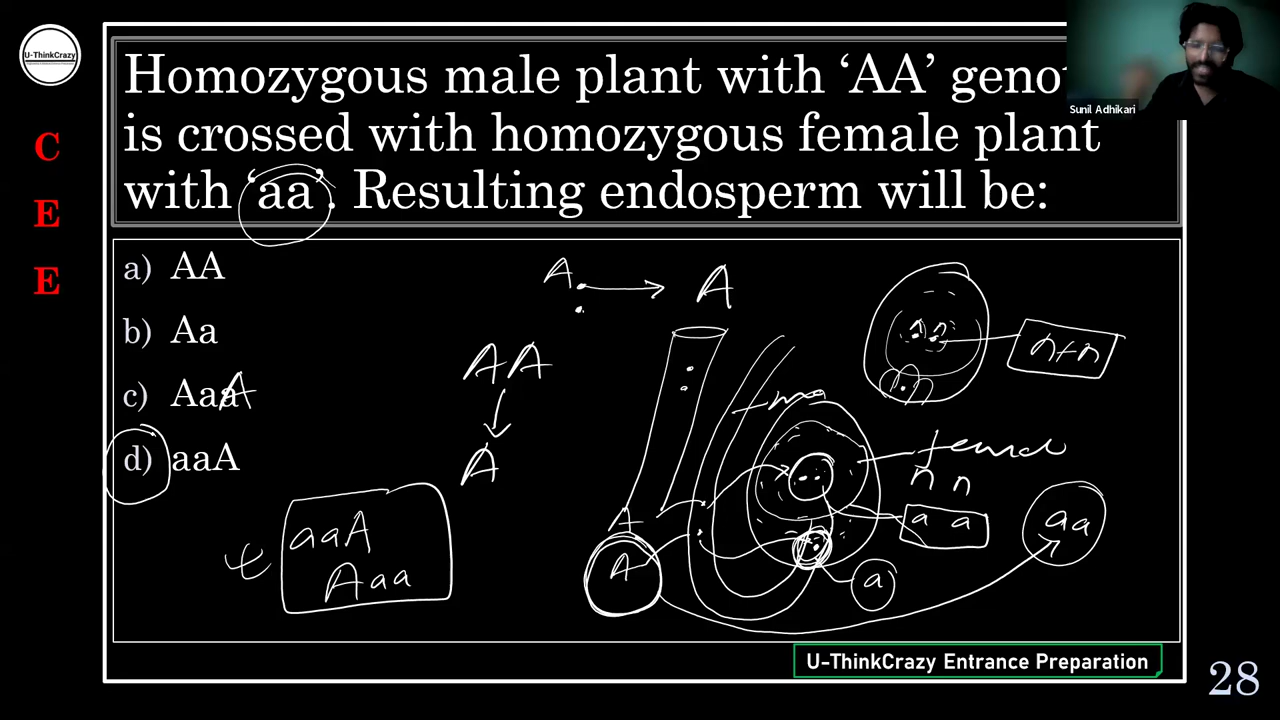 U-ThinkCrazy
C
E
E
Homozygous male plant with ‘AA’ geno
is crossed with homozygous female plant
with ‘aa’. Resulting endosperm will be:
Sunil Adhikari
a) AA
b) Aa
c) Aaa A
d) aaA
A. → A
AA
A
aaA
Aaa
n n
n+n
n n
a a
aa
A
A
a
U-ThinkCrazy Entrance Preparation
28